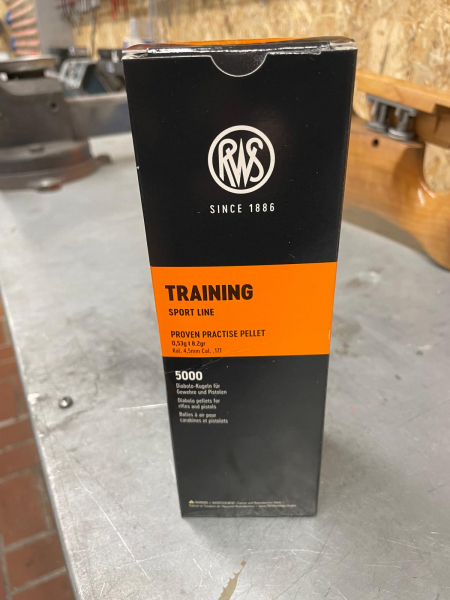 RWS
SINCE 1886
TRAINING
SPORT LINE
PROVEN PRACTISE PELLET
0,53g | 8.2gr
Kal. 4,5mm Cal. .177
5000
Diabolo-Kugeln für
Gewehre und Pistolen
Diabolo pellets for
rifles and pistols
Balles à air pour
carabines et pistolets